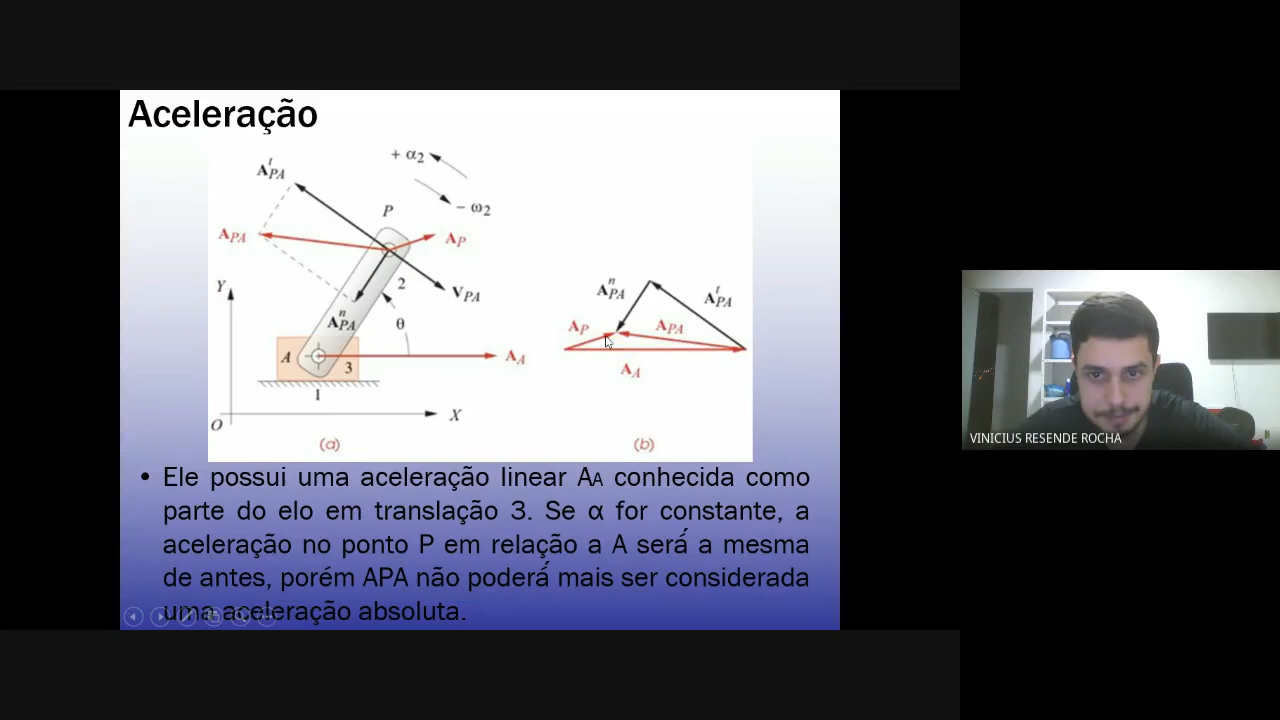 Aceleração
+ α2
A^t_PA
- ω2
P
A_PA
A_P
2
V_PA
Y
A^n_PA
θ
A
3
A_A
1
O
X
(a)
A^n_PA
A^t_PA
A_P
A_PA
A_A
(b)
• Ele possui uma aceleração linear AA conhecida como
parte do elo em translação 3. Se α for constante, a
aceleração no ponto P em relação a A será a mesma
de antes, porém APA não poderá mais ser considerada
uma aceleração absoluta.
VINICIUS RESENDE ROCHA